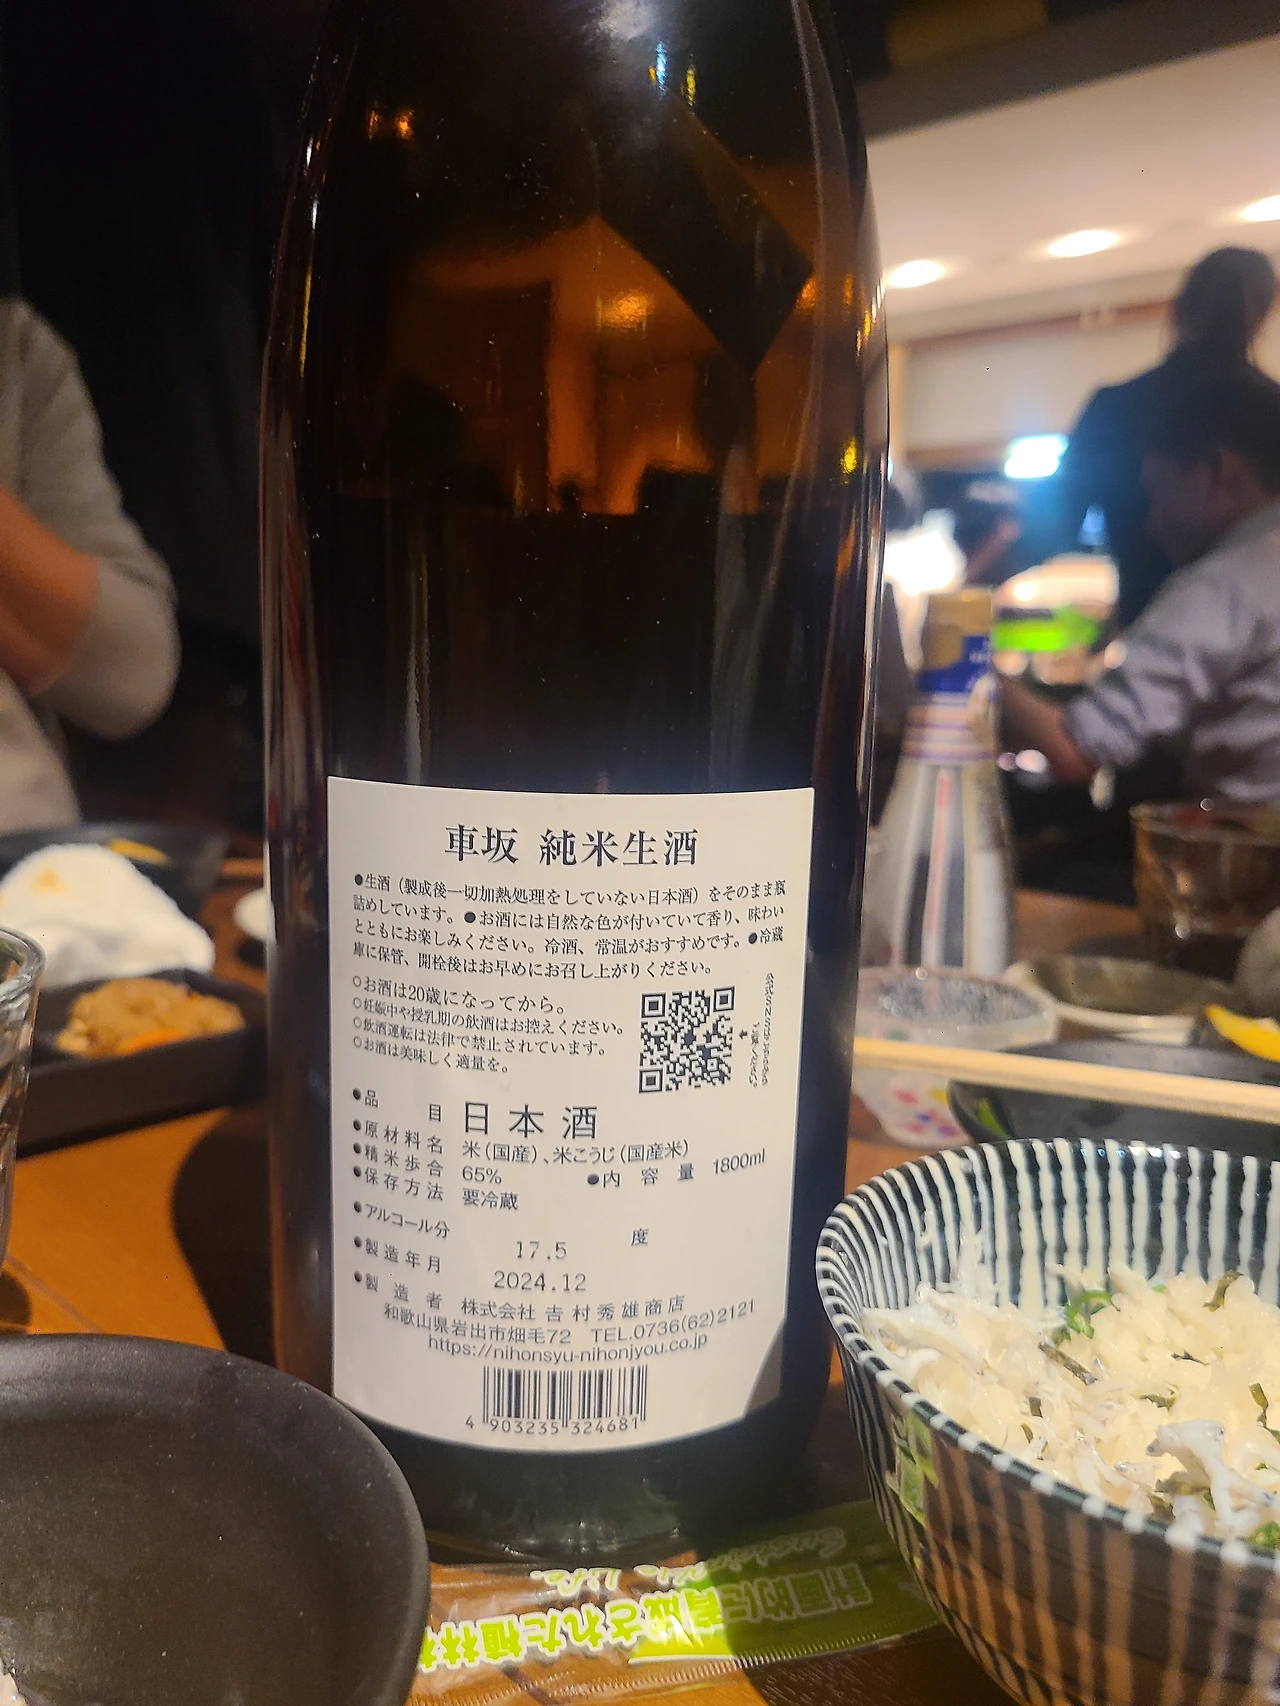 車坂 純米生酒
●生酒（製成後一切加熱処理をしていない日本酒）をそのまま瓶
詰めしています。●お酒には自然な色が付いていて香り、味わい
とともにお楽しみください。冷酒、常温がおすすめです。●冷蔵
庫に保管、開栓後はお早めにお召し上がりください。
○お酒は20歳になってから。
○妊娠中や授乳期の飲酒はお控えください。
○飲酒運転は法律で禁止されています。
○お酒は美味しく適量を。
●品目 日本酒
●原材料名 米（国産）、米こうじ（国産米）
●精米歩合 65% ●内容量 1800ml
●保存方法 要冷蔵
●アルコール分 17.5 度
●製造年月 2024.12
●製造者 株式会社 吉村秀雄商店
和歌山県岩出市畑毛72 TEL.0736(62)2121
https://nihonsyu-nihonjyou.co.jp
4 903235 324681
計画的に育成された植林
Sustainable Life.